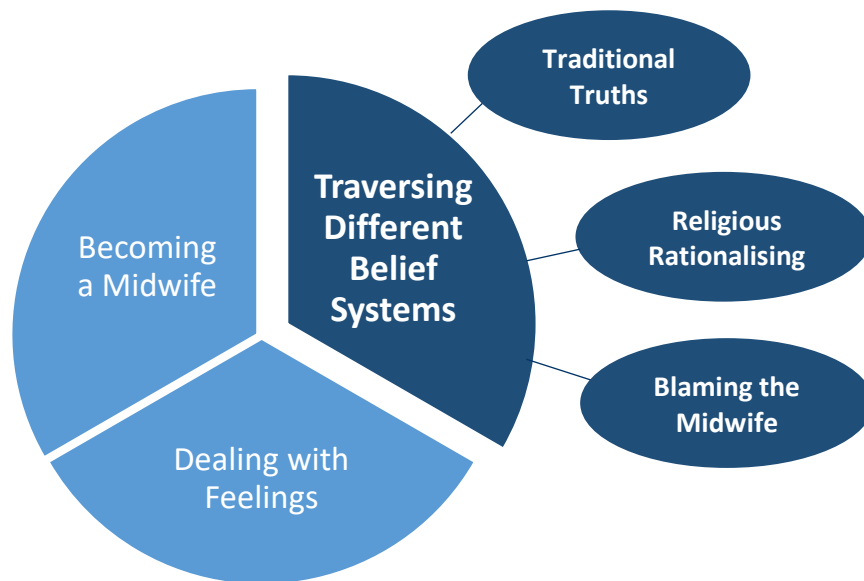 Traditional
Truths
Traversing
Different
Belief
Systems
Religious
Rationalising
Becoming
a Midwife
Blaming the
Midwife
Dealing with
Feelings